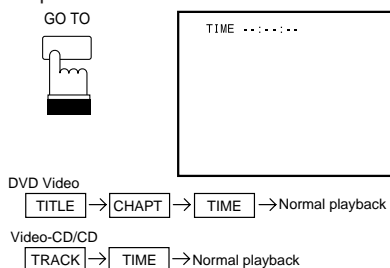 GO TO
TIME --:--:--
DVD Video
TITLE → CHAPT → TIME → Normal playback
Video-CD/CD
TRACK → TIME → Normal playback